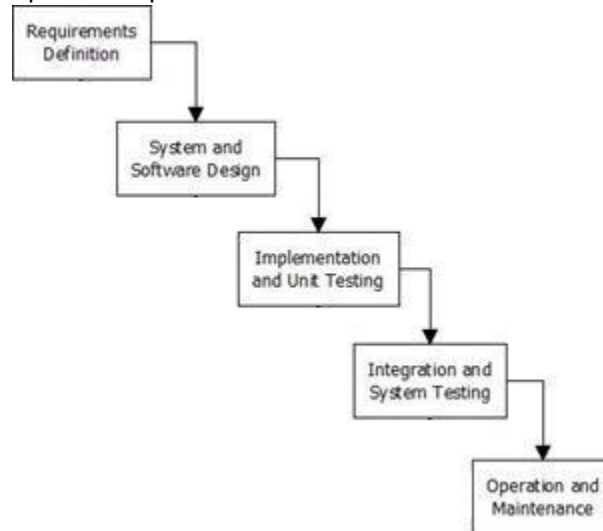 Requirements
Definition
System and
Software Design
Implementation
and Unit Testing
Integration and
System Testing
Operation and
Maintenance